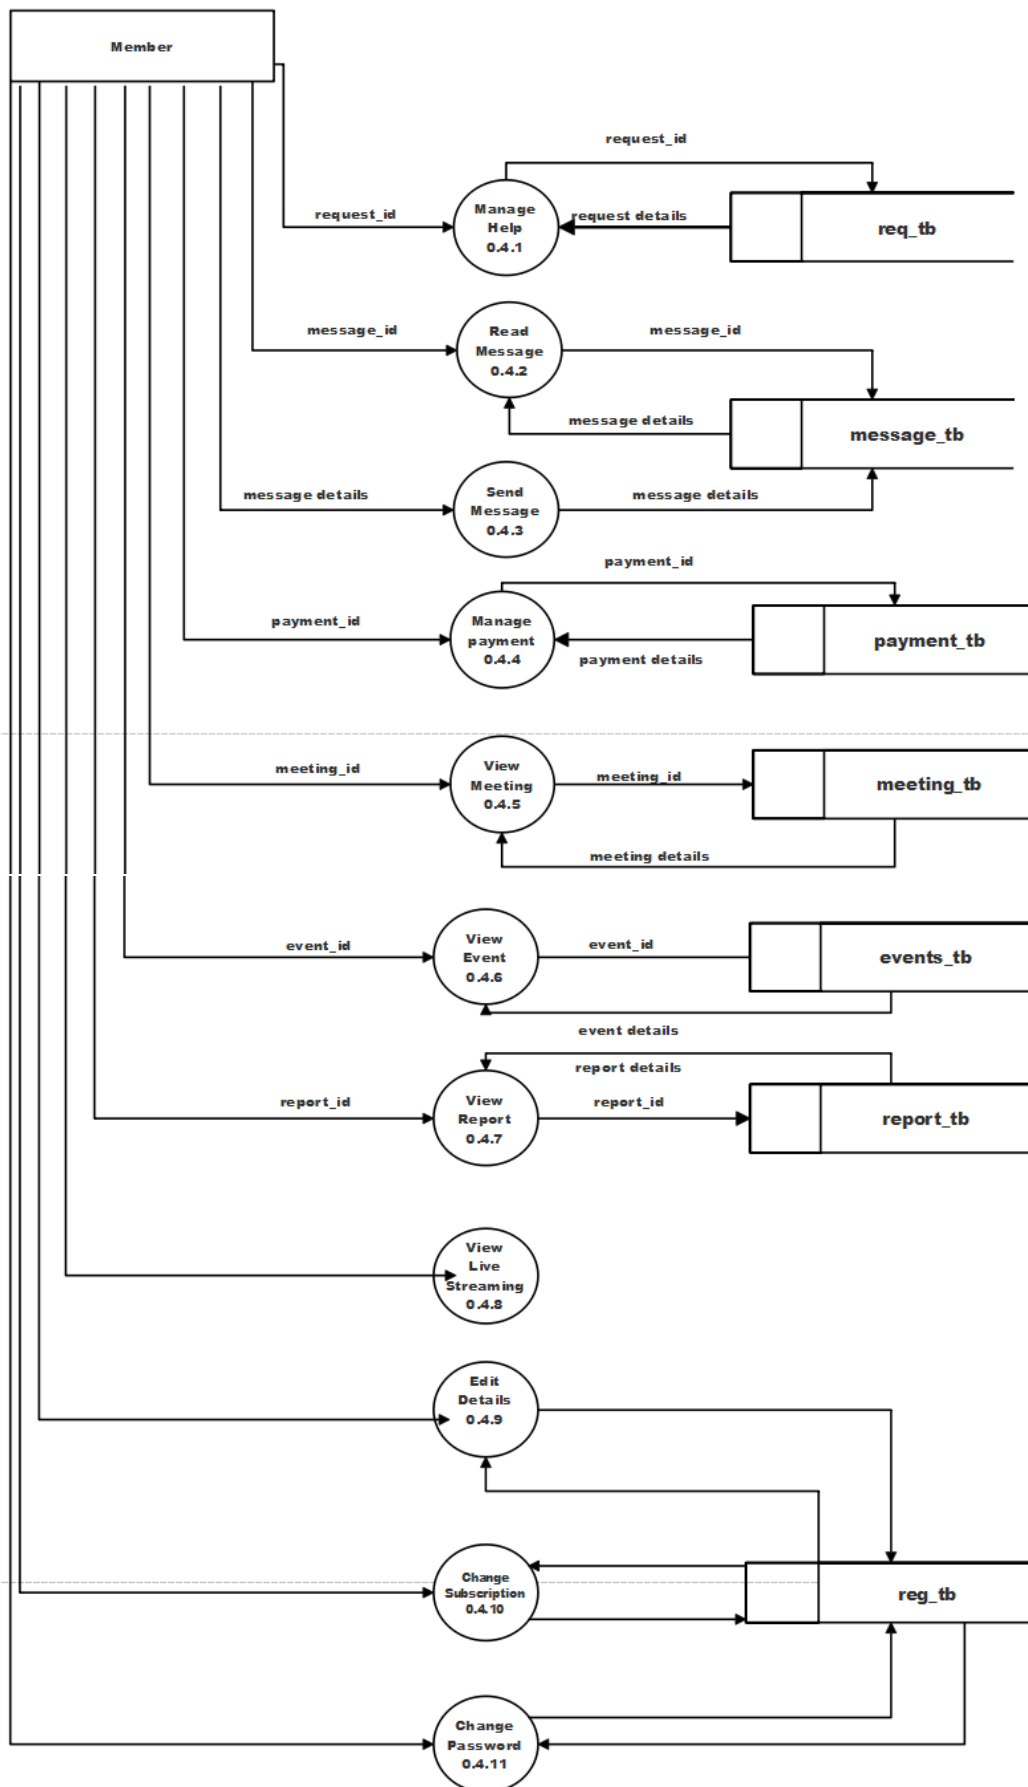 Member
request_id
request_id
Manage
Help
0.4.1
request details
req_tb
message_id
Read
Message
0.4.2
message_id
message details
message_tb
message details
Send
Message
0.4.3
message details
payment_id
payment_id
Manage
payment
0.4.4
payment details
payment_tb
meeting_id
View
Meeting
0.4.5
meeting_id
meeting_tb
meeting details
event_id
View
Event
0.4.6
event_id
events_tb
event details
report details
report_id
View
Report
0.4.7
report_id
report_tb
View
Live
Streaming
0.4.8
Edit
Details
0.4.9
Change
Subscription
0.4.10
reg_tb
Change
Password
0.4.11